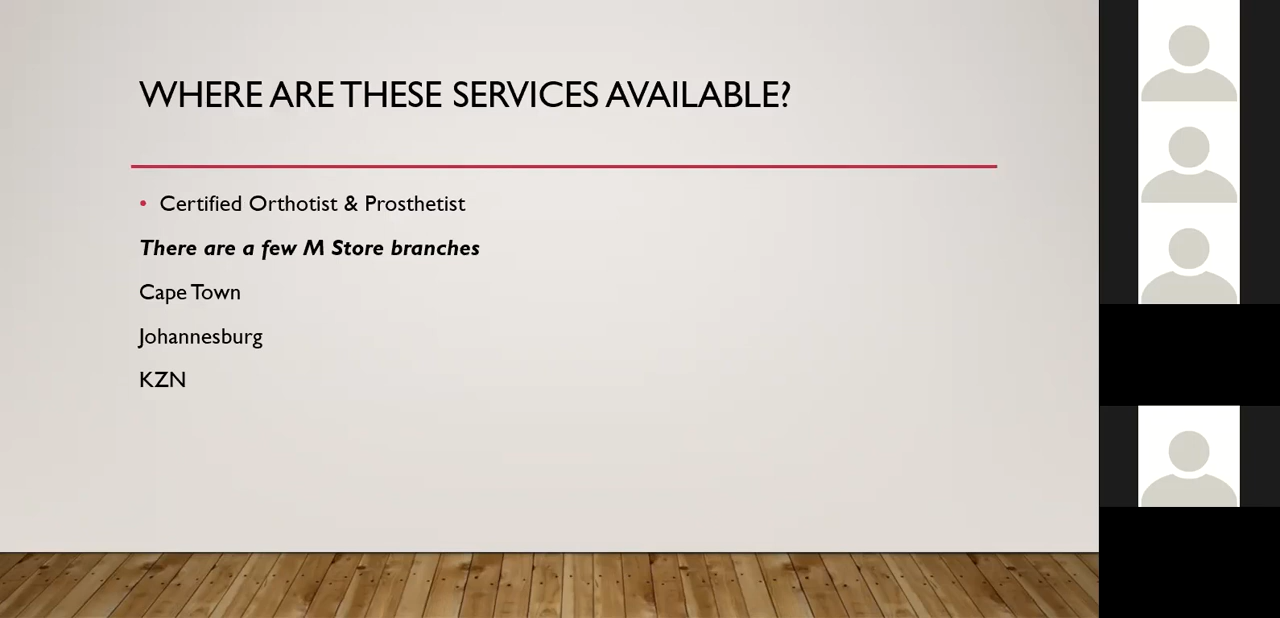 WHERE ARE THESE SERVICES AVAILABLE?
• Certified Orthotist & Prosthetist
There are a few M Store branches
Cape Town
Johannesburg
KZN